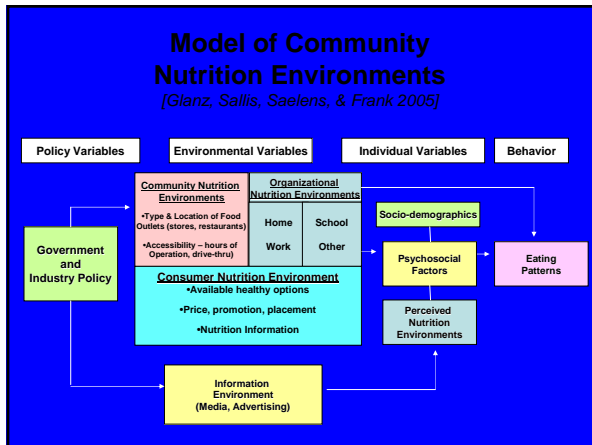 Model of Community
Nutrition Environments
[Glanz, Sallis, Saelens, & Frank 2005]
Policy Variables
Environmental Variables
Individual Variables
Behavior
Government
and
Industry Policy
Community Nutrition
Environments
•Type & Location of Food
Outlets (stores, restaurants)
•Accessibility – hours of
Operation, drive-thru)
Organizational
Nutrition Environments
Home
School
Work
Other
Consumer Nutrition Environment
•Available healthy options
•Price, promotion, placement
•Nutrition Information
Information
Environment
(Media, Advertising)
Socio-demographics
Psychosocial
Factors
Perceived
Nutrition
Environments
Eating
Patterns